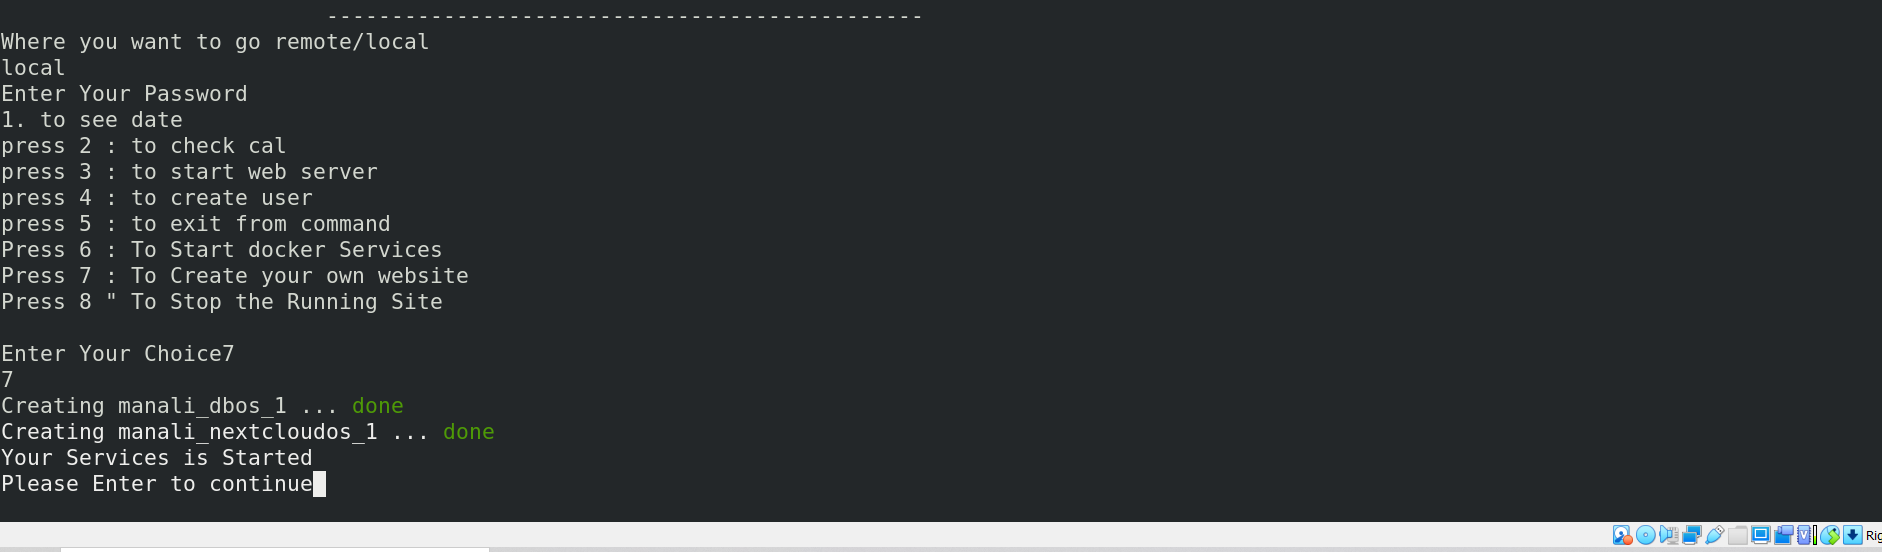 ----------------------------------------------
Where you want to go remote/local
local
Enter Your Password
1. to see date
press 2 : to check cal
press 3 : to start web server
press 4 : to create user
press 5 : to exit from command
Press 6 : To Start docker Services
Press 7 : To Create your own website
Press 8 " To Stop the Running Site
Enter Your Choice7
7
Creating manali_dbos_1 ... done
Creating manali_nextcloudos_1 ... done
Your Services is Started
Please Enter to continue